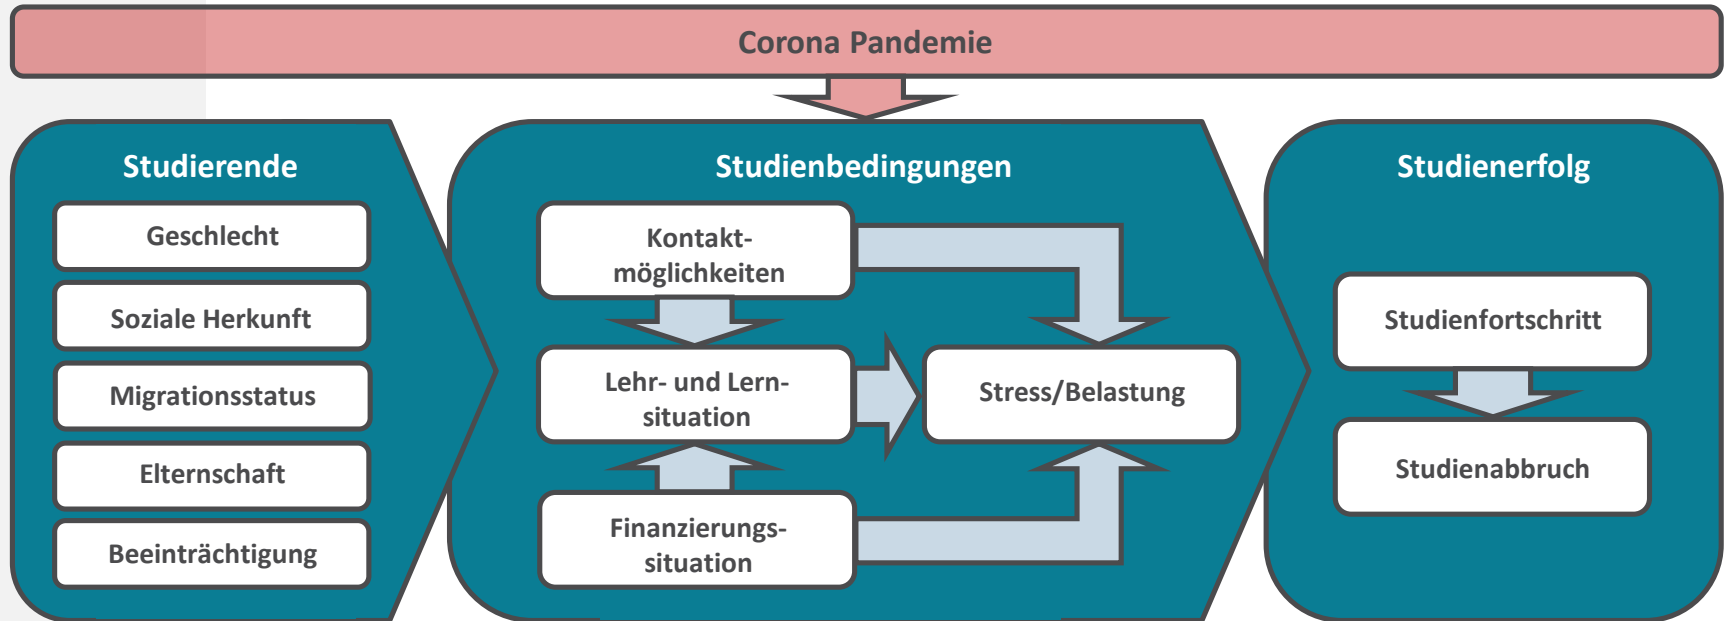 Corona Pandemie
Studierende
Geschlecht
Soziale Herkunft
Migrationsstatus
Elternschaft
Beeinträchtigung
Studienbedingungen
Kontakt-
möglichkeiten
Lehr- und Lern-
situation
Finanzierungs-
situation
Stress/Belastung
Studienerfolg
Studienfortschritt
Studienabbruch